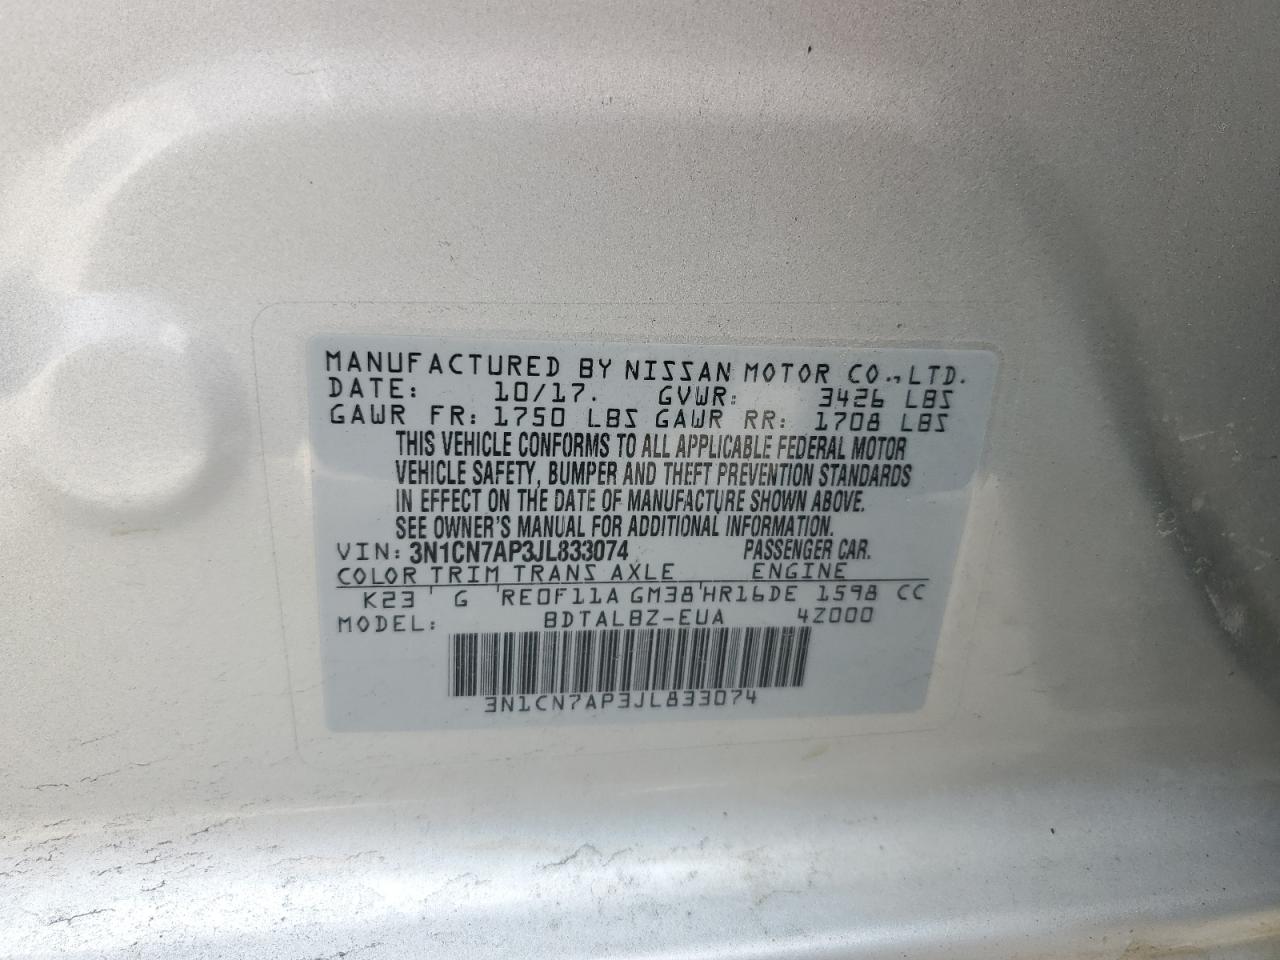 MANUFACTURED BY NISSAN MOTOR CO., LTD.
DATE: 10/17. GVWR: 3426 LBS
GAWR FR: 1750 LBS GAWR RR: 1708 LBS
THIS VEHICLE CONFORMS TO ALL APPLICABLE FEDERAL MOTOR
VEHICLE SAFETY, BUMPER AND THEFT PREVENTION STANDARDS
IN EFFECT ON THE DATE OF MANUFACTURE SHOWN ABOVE.
SEE OWNER'S MANUAL FOR ADDITIONAL INFORMATION.
VIN: 3N1CN7AP3JL833074 PASSENGER CAR.
COLOR TRIM TRANS AXLE ENGINE
K23 ' G 'RE0F11A GM38'HR16DE 1598 CC
MODEL: BDTALBZ-EUA 4Z000
3N1CN7AP3JL833074